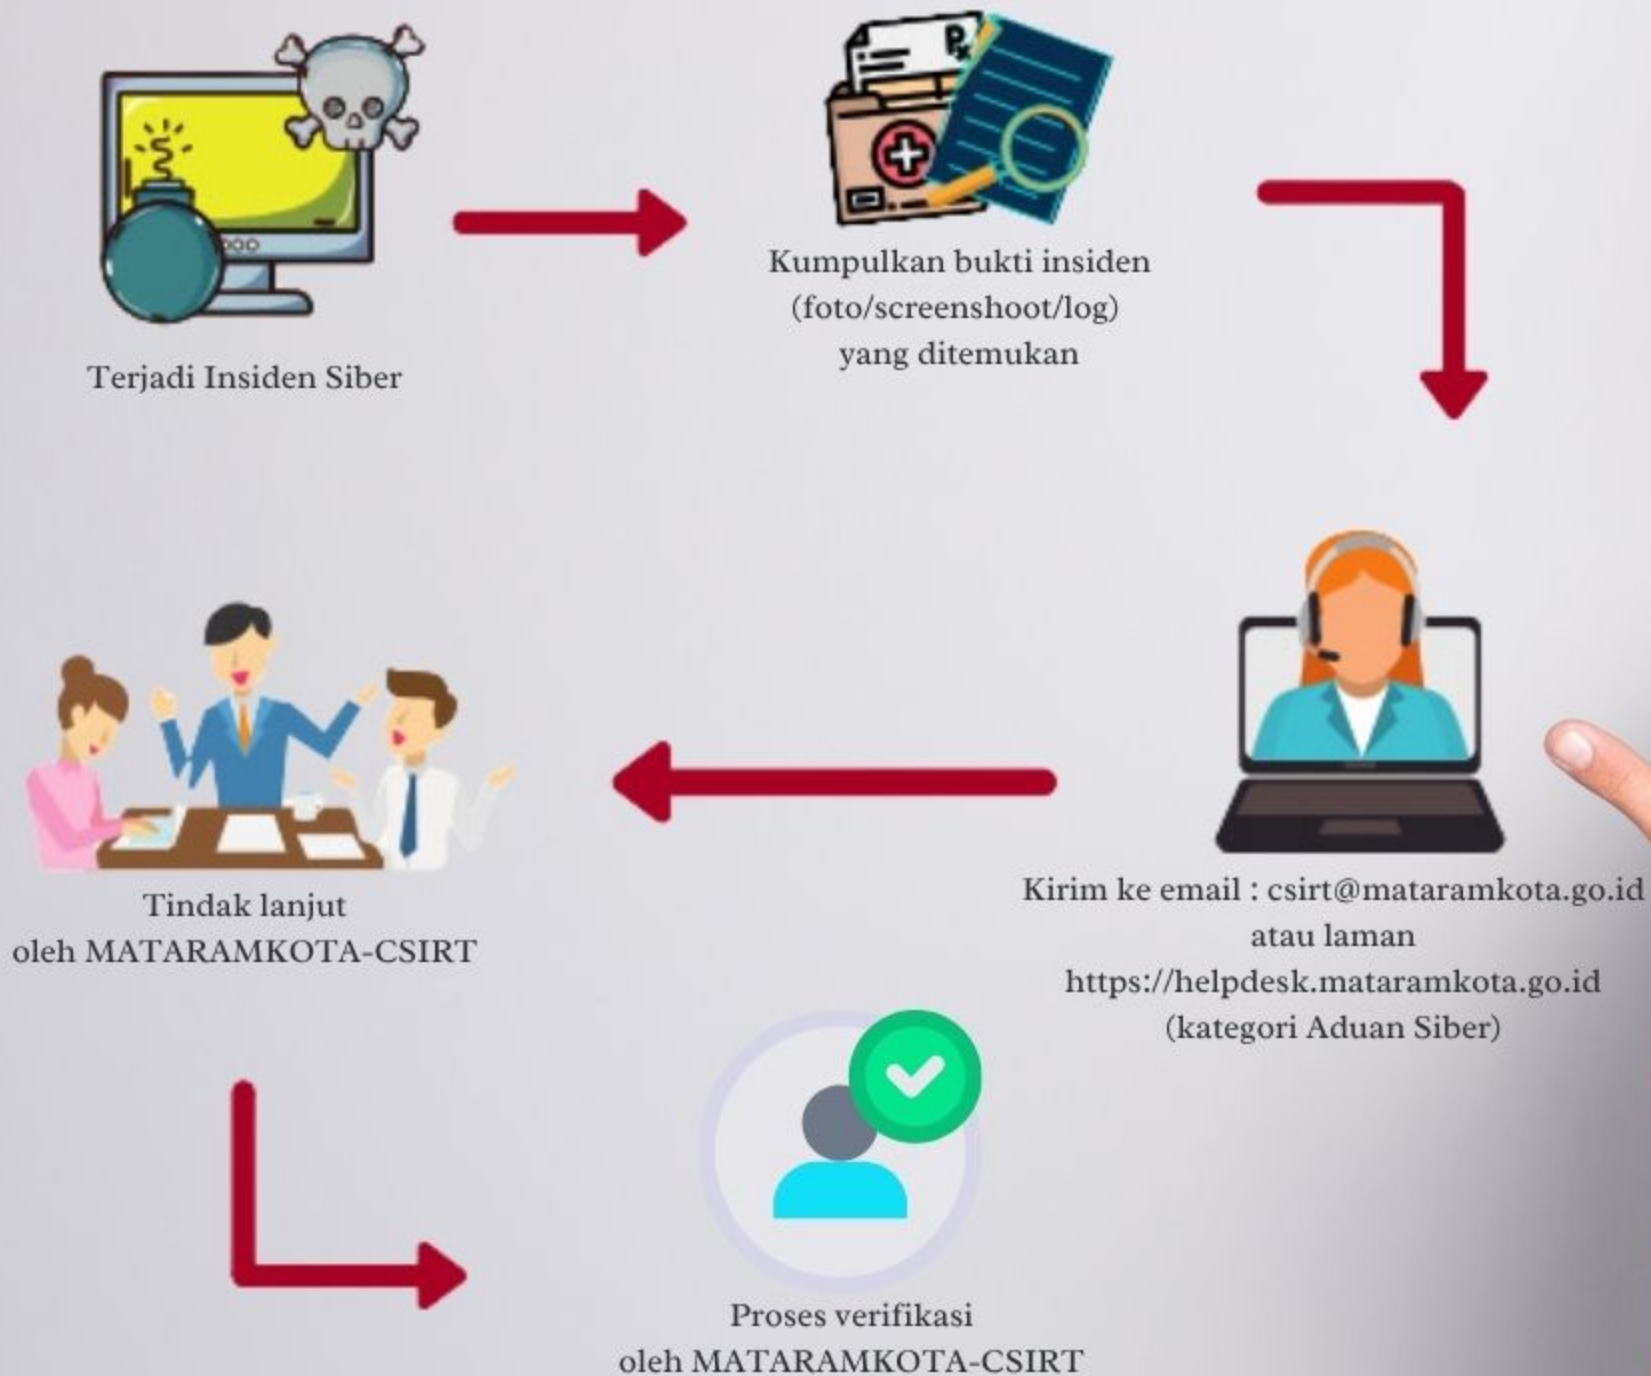 Terjadi Insiden Siber
Kumpulkan bukti insiden
(foto/screenshoot/log)
yang ditemukan
Kirim ke email : csirt@mataramkota.go.id
atau laman
https://helpdesk.mataramkota.go.id
(kategori Aduan Siber)
Tindak lanjut
oleh MATARAMKOTA-CSIRT
Proses verifikasi
oleh MATARAMKOTA-CSIRT